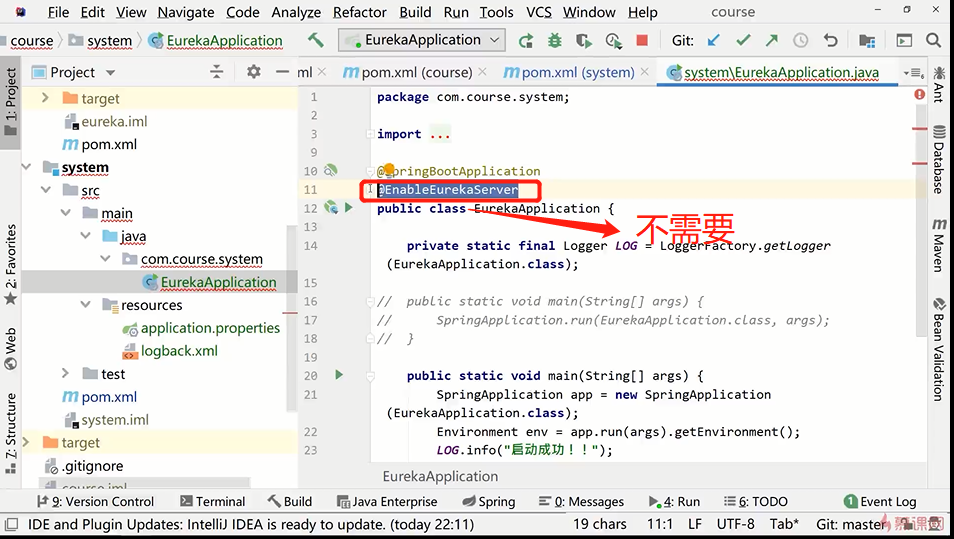 File Edit View Navigate Code Analyze Refactor Build Run Tools VCS Window Help course
course system EurekaApplication EurekaApplication Git:
Project ml pom.xml (course) pom.xml (system) system\EurekaApplication.java
1: Project
2: Favorites
Web
Z: Structure
target
eureka.iml
pom.xml
system
src
main
java
com.course.system
EurekaApplication
resources
application.properties
logback.xml
test
pom.xml
system.iml
target
.gitignore
course.iml
1 package com.course.system;
2
3 import ...
9
10 @SpringBootApplication
11 @EnableEurekaServer
12 public class EurekaApplication {
不需要
13
14 private static final Logger LOG = LoggerFactory.getLogger
(EurekaApplication.class);
15
16 // public static void main(String[] args) {
17 // SpringApplication.run(EurekaApplication.class, args);
18 // }
19
20 public static void main(String[] args) {
21 SpringApplication app = new SpringApplication
(EurekaApplication.class);
22 Environment env = app.run(args).getEnvironment();
23 LOG.info("启动成功！！");
EurekaApplication
Ant
Database
Maven
Bean Validation
9: Version Control Terminal Build Java Enterprise Spring 0: Messages 4: Run 6: TODO 1 Event Log
IDE and Plugin Updates: IntelliJ IDEA is ready to update. (today 22:11) 19 chars 11:1 LF UTF-8 Tab* Git: master
慕课网